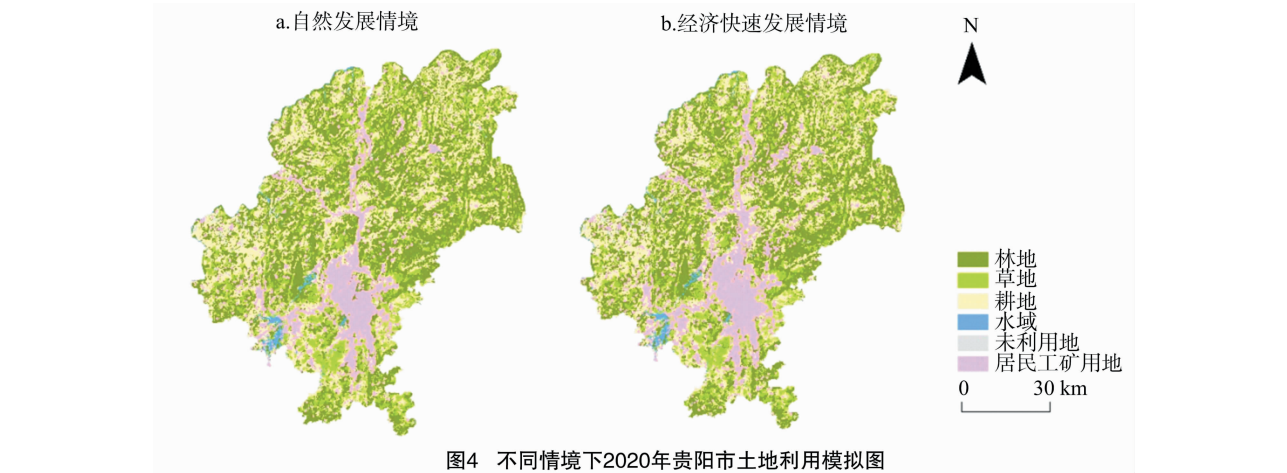 a.自然发展情境
b.经济快速发展情境
N
林地
草地
耕地
水域
未利用地
居民工矿用地
0 30 km
图4 不同情境下2020年贵阳市土地利用模拟图